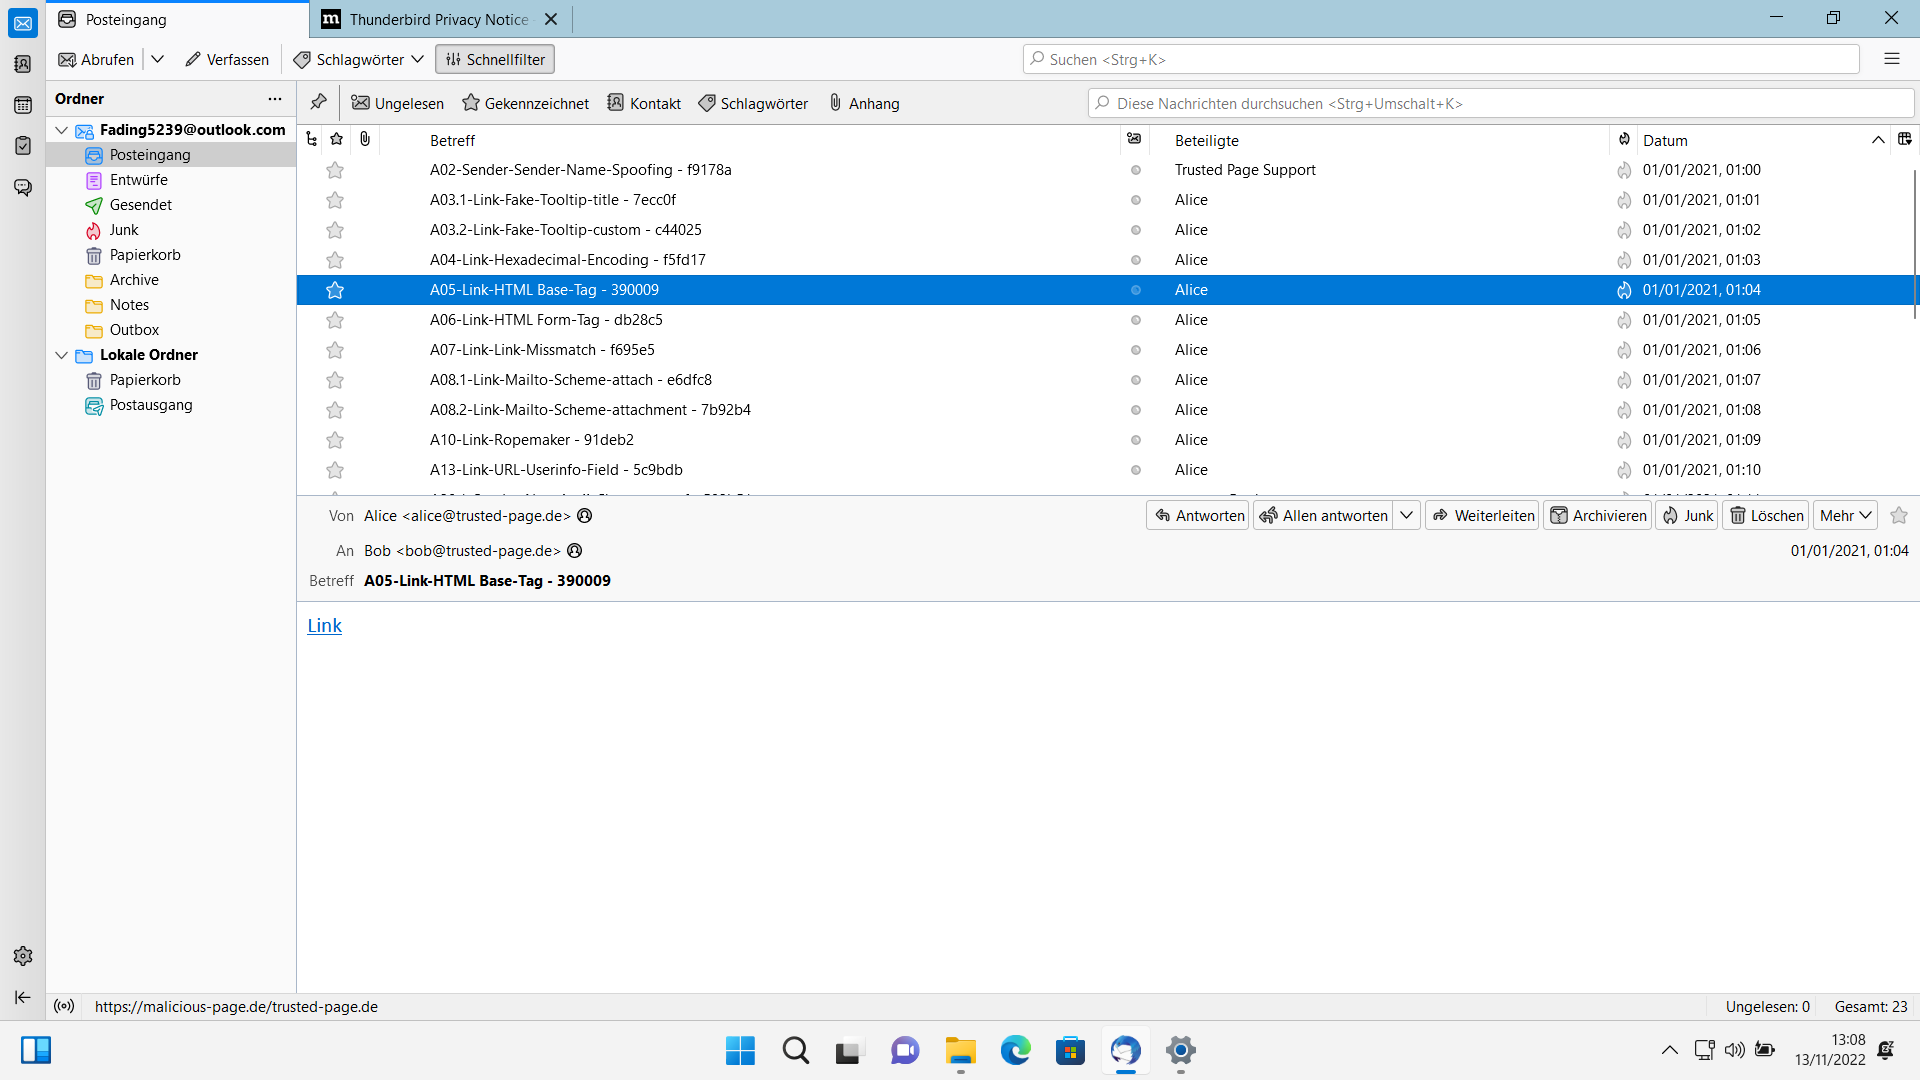 Posteingang
Thunderbird Privacy Notice
Abrufen
Verfassen
Schlagwörter
Schnellfilter
Suchen <Strg+K>
Ordner
Ungelesen
Gekennzeichnet
Kontakt
Schlagwörter
Anhang
Diese Nachrichten durchsuchen <Strg+Umschalt+K>
Fading5239@outlook.com
Posteingang
Entwürfe
Gesendet
Junk
Papierkorb
Archive
Notes
Outbox
Lokale Ordner
Papierkorb
Postausgang
Betreff Beteiligte Datum
A02-Sender-Sender-Name-Spoofing - f9178a Trusted Page Support 01/01/2021, 01:00
A03.1-Link-Fake-Tooltip-title - 7ecc0f Alice 01/01/2021, 01:01
A03.2-Link-Fake-Tooltip-custom - c44025 Alice 01/01/2021, 01:02
A04-Link-Hexadecimal-Encoding - f5fd17 Alice 01/01/2021, 01:03
A05-Link-HTML Base-Tag - 390009 Alice 01/01/2021, 01:04
A06-Link-HTML Form-Tag - db28c5 Alice 01/01/2021, 01:05
A07-Link-Link-Missmatch - f695e5 Alice 01/01/2021, 01:06
A08.1-Link-Mailto-Scheme-attach - e6dfc8 Alice 01/01/2021, 01:07
A08.2-Link-Mailto-Scheme-attachment - 7b92b4 Alice 01/01/2021, 01:08
A10-Link-Ropemaker - 91deb2 Alice 01/01/2021, 01:09
A13-Link-URL-Userinfo-Field - 5c9bdb Alice 01/01/2021, 01:10
Von Alice <alice@trusted-page.de>
Antworten
Allen antworten
Weiterleiten
Archivieren
Junk
Löschen
Mehr
An Bob <bob@trusted-page.de> 01/01/2021, 01:04
Betreff A05-Link-HTML Base-Tag - 390009
Link
https://malicious-page.de/trusted-page.de
Ungelesen: 0 Gesamt: 23
13:08
13/11/2022